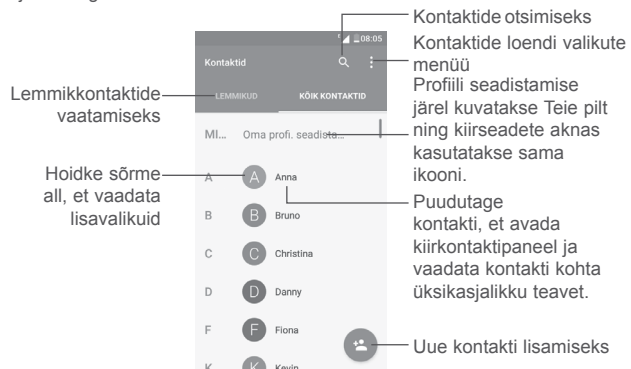 Kontaktide otsimiseks
08:05
Kontaktide loendi valikute
menüü
Kontaktid
LEMMIKUD
KÕIK KONTAKTID
Lemmikkontaktide
vaatamiseks
Profiili seadistamise
järel kuvatakse Teie pilt
ning kiirseadete aknas
kasutatakse sama
ikooni.
MI... Oma profi. seadista...
Hoidke sõrme
all, et vaadata
lisavalikuid
A A Anna
B B Bruno
C C Christina
D D Danny
F F Fiona
K K Kevin
Puudutage
kontakti, et avada
kiirkontaktipaneel ja
vaadata kontakti kohta
üksikasjalikku teavet.
Uue kontakti lisamiseks